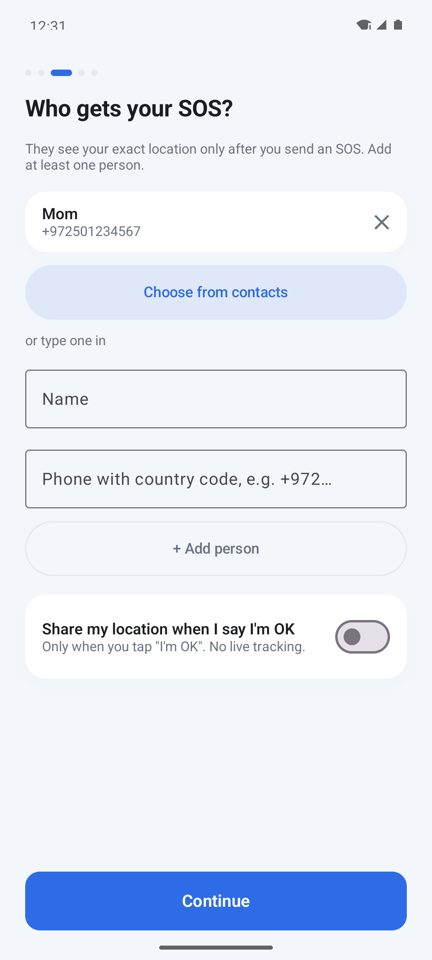 12:31
Who gets your SOS?
They see your exact location only after you send an SOS. Add
at least one person.
Mom
+972501234567
Choose from contacts
or type one in
Name
Phone with country code, e.g. +972…
+ Add person
Share my location when I say I'm OK
Only when you tap "I'm OK". No live tracking.
Continue